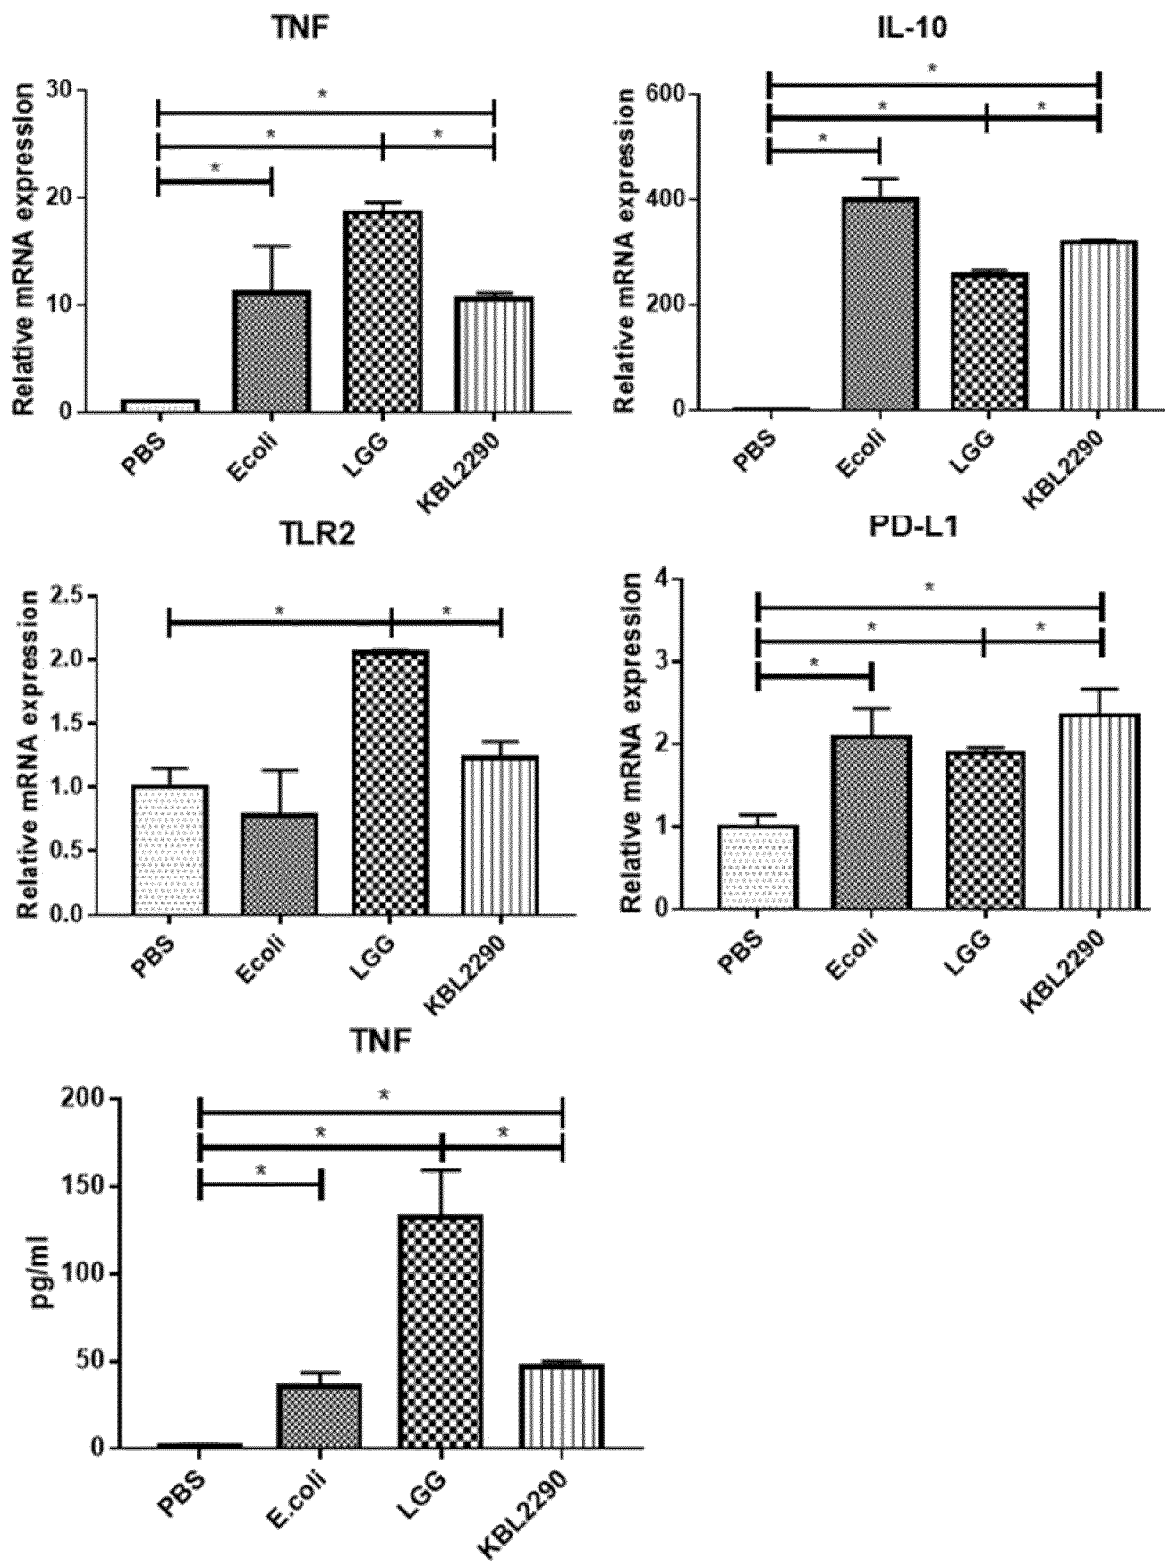 TNF
Relative mRNA expression
30
20
10
0
*
*
*
*
PBS
Ecoli
LGG
KBL2290
IL-10
Relative mRNA expression
600
400
200
0
*
*
*
*
PBS
Ecoli
LGG
KBL2290
TLR2
Relative mRNA expression
2.5
2.0
1.5
1.0
0.5
0.0
*
*
PBS
Ecoli
LGG
KBL2290
PD-L1
Relative mRNA expression
4
3
2
1
0
*
*
*
*
PBS
Ecoli
LGG
KBL2290
TNF
pg/ml
200
150
100
50
0
*
*
*
*
PBS
E.coli
LGG
KBL2290